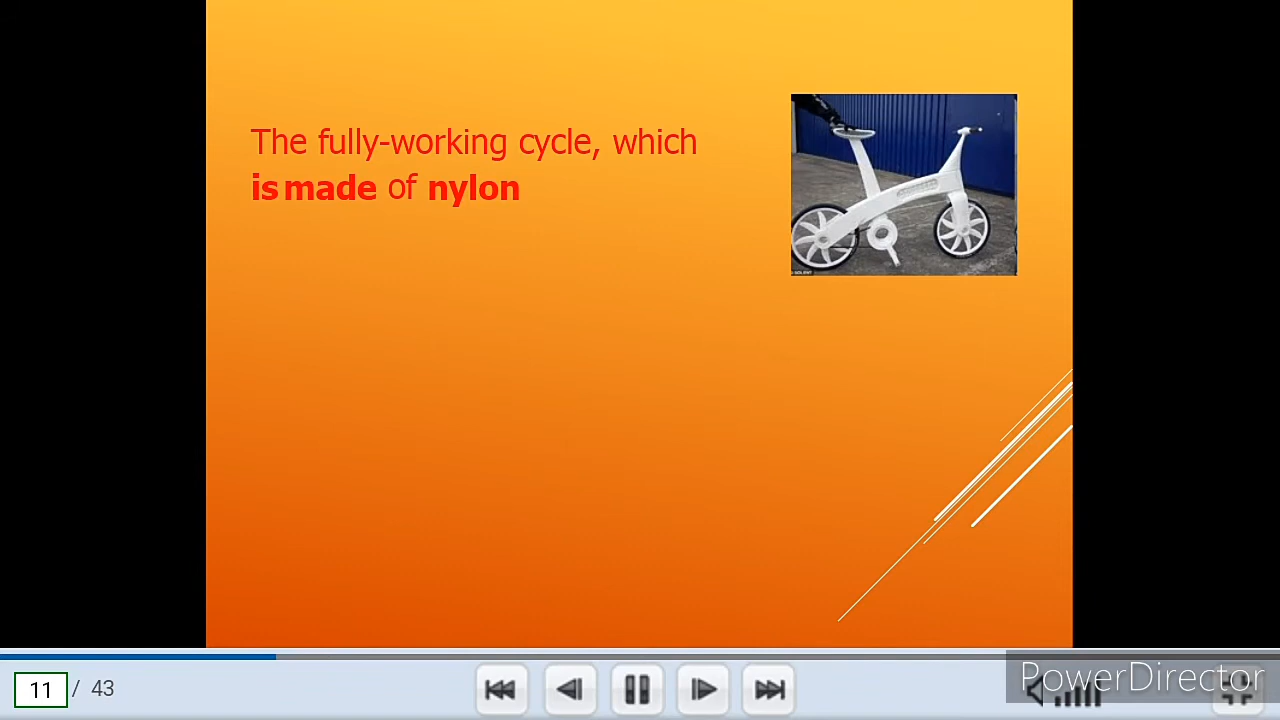 The fully-working cycle, which
is made of nylon
11 / 43
PowerDirector